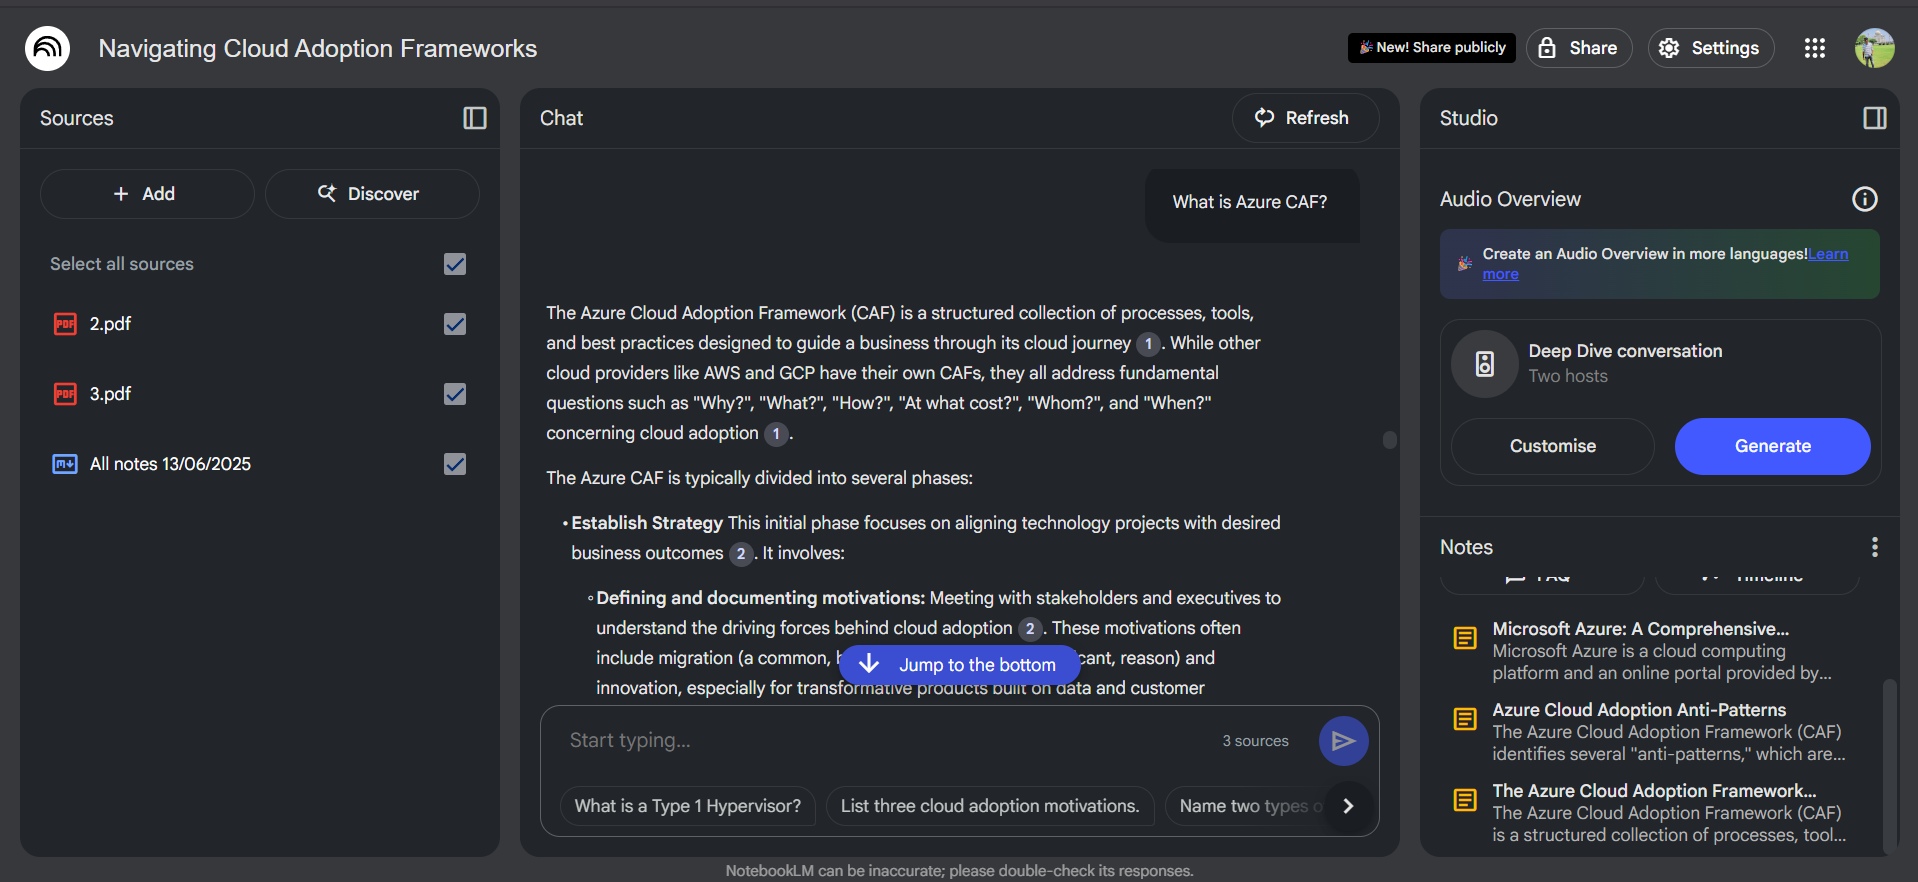 Navigating Cloud Adoption Frameworks
New! Share publicly
Share
Settings
Sources
Add
Discover
Select all sources
PDF 2.pdf
PDF 3.pdf
All notes 13/06/2025
Chat
Refresh
What is Azure CAF?
The Azure Cloud Adoption Framework (CAF) is a structured collection of processes, tools,
and best practices designed to guide a business through its cloud journey 1. While other
cloud providers like AWS and GCP have their own CAFs, they all address fundamental
questions such as "Why?", "What?", "How?", "At what cost?", "Whom?", and "When?"
concerning cloud adoption 1.
The Azure CAF is typically divided into several phases:
• Establish Strategy This initial phase focuses on aligning technology projects with desired
business outcomes 2. It involves:
◦ Defining and documenting motivations: Meeting with stakeholders and executives to
understand the driving forces behind cloud adoption 2. These motivations often
include migration (a common, reason) and
Jump to the bottom
innovation, especially for transformative products built on data and customer
Start typing...
3 sources
What is a Type 1 Hypervisor?
List three cloud adoption motivations.
Name two types
Studio
Audio Overview
Create an Audio Overview in more languages!Learn
more
Deep Dive conversation
Two hosts
Customise
Generate
Notes
FAQ
Timeline
Microsoft Azure: A Comprehensive...
Microsoft Azure is a cloud computing
platform and an online portal provided by...
Azure Cloud Adoption Anti-Patterns
The Azure Cloud Adoption Framework (CAF)
identifies several "anti-patterns," which are...
The Azure Cloud Adoption Framework...
The Azure Cloud Adoption Framework (CAF)
is a structured collection of processes, tool...
NotebookLM can be inaccurate; please double-check its responses.